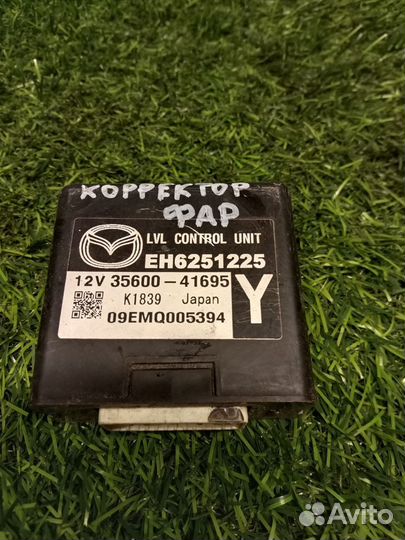 КОРРЕКТОР
ФАР
LVL CONTROL UNIT
EH6251225
12V 35600-41695
K1839 Japan
Y
09EMQ005394
Avito